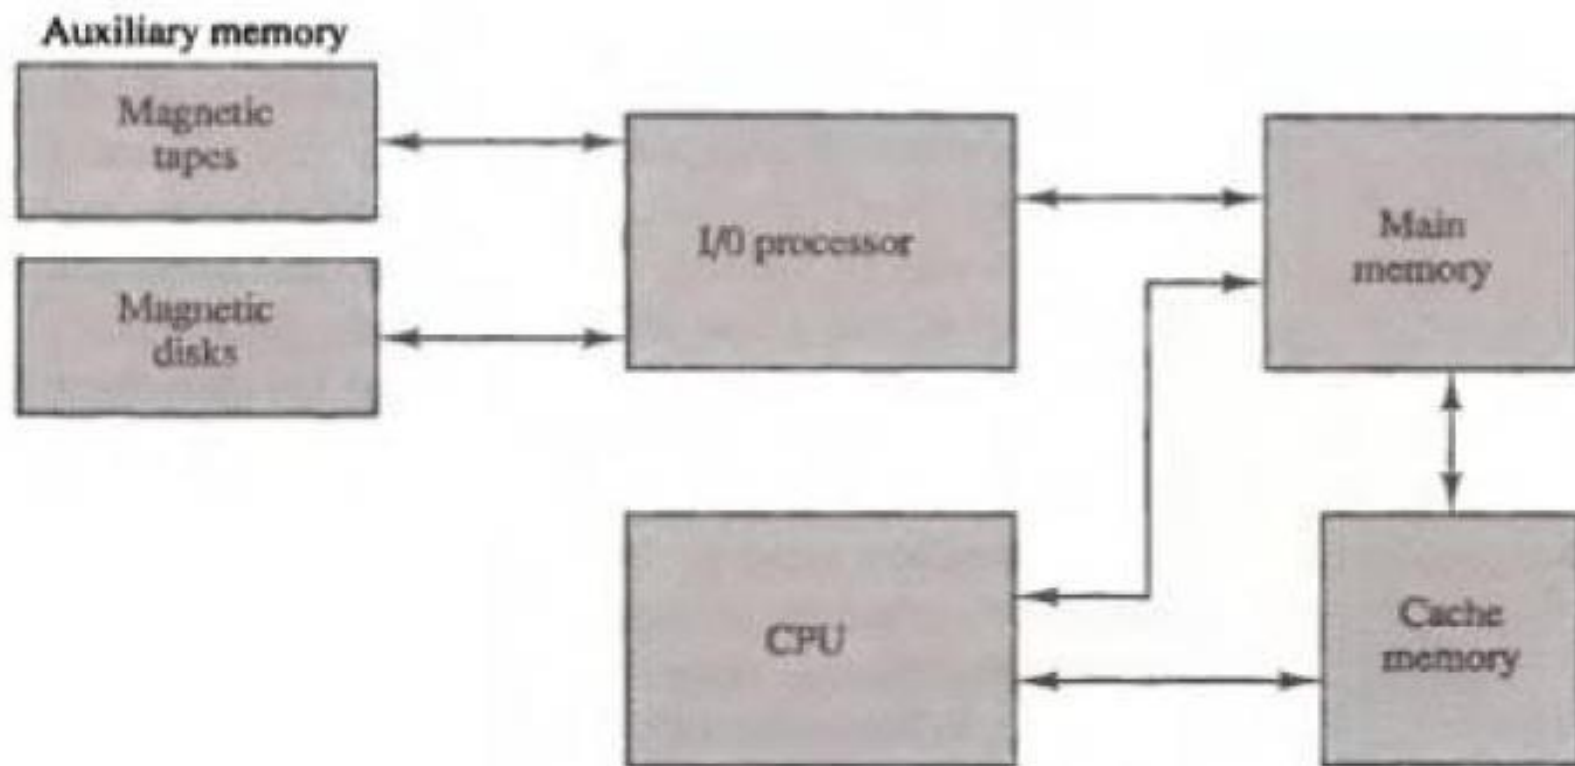 Auxiliary memory
Magnetic
tapes
I/0 processor
Main
memory
Magnetic
disks
CPU
Cache
memory